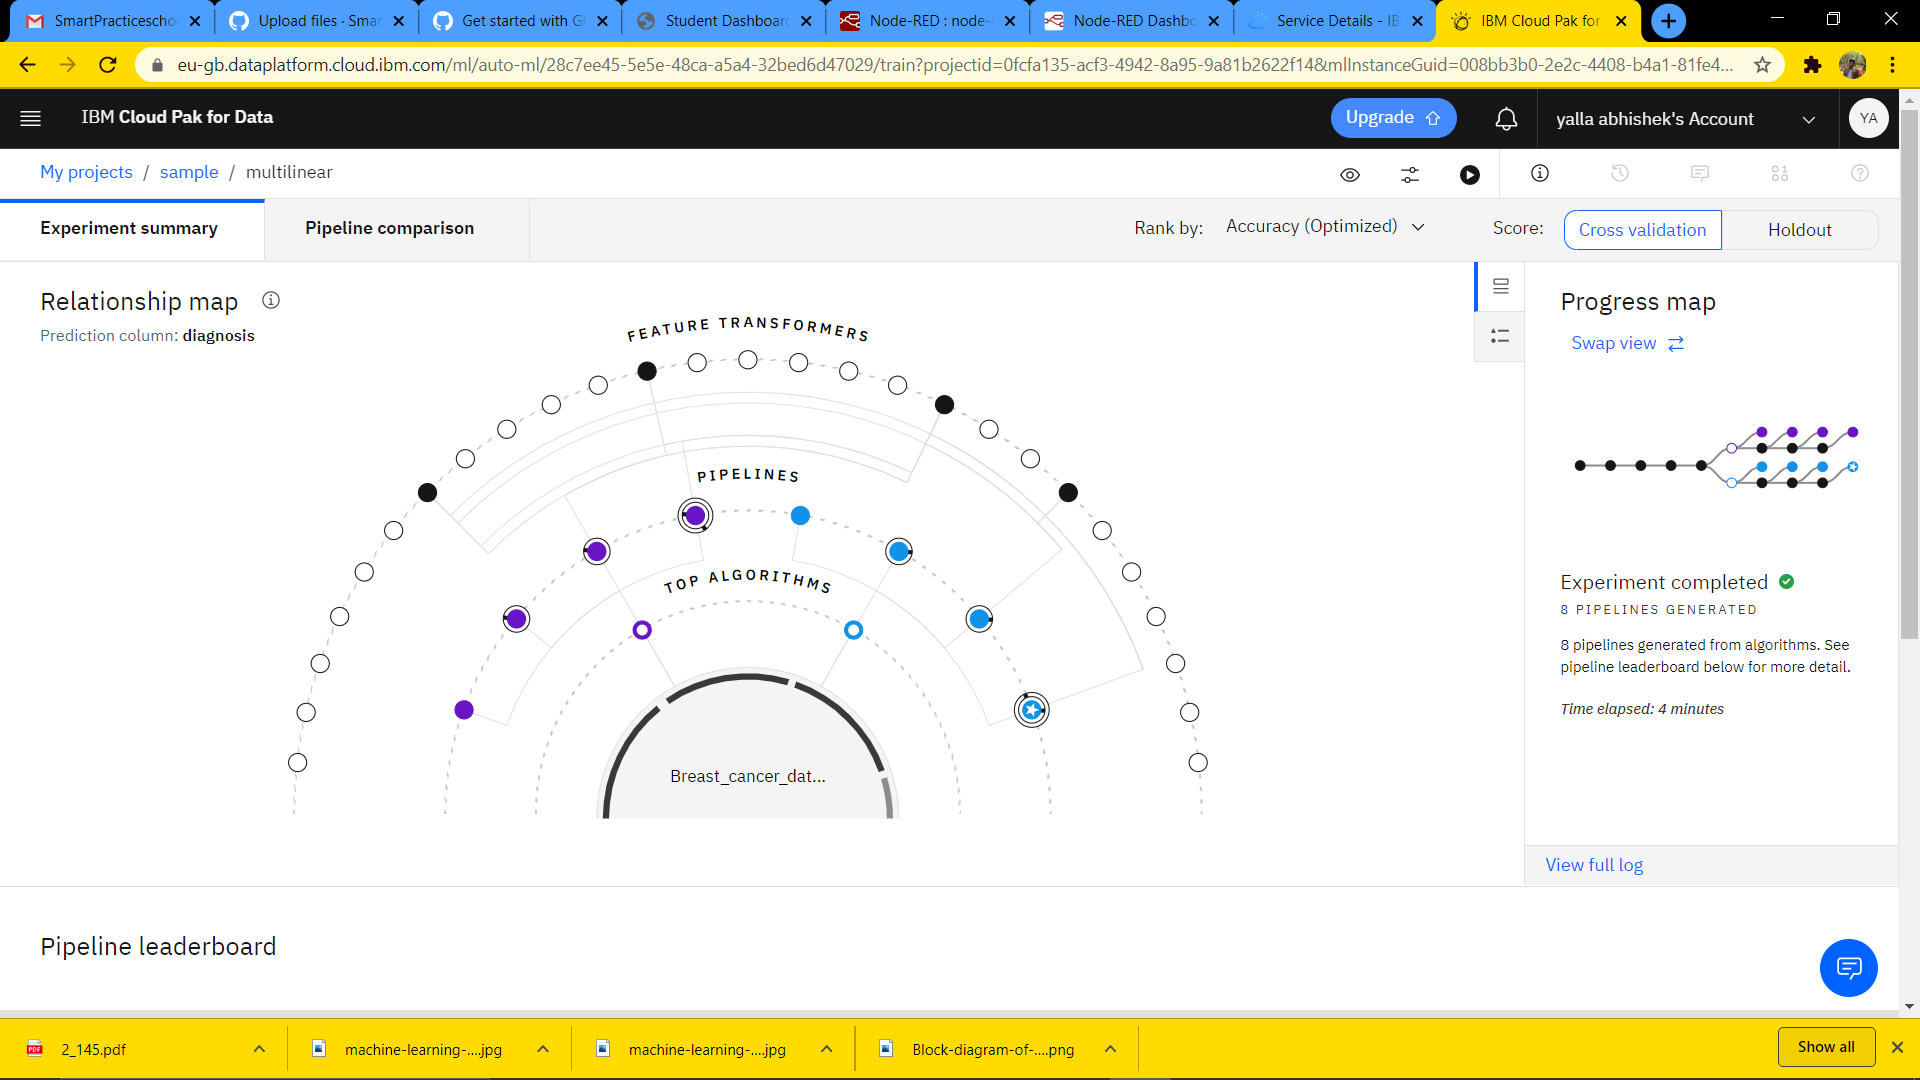 SmartPracticescho
Upload files · Smar
Get started with Gi
Student Dashboard
Node-RED : node-r
Node-RED Dashbo
Service Details - IB
IBM Cloud Pak for
eu-gb.dataplatform.cloud.ibm.com/ml/auto-ml/28c7ee45-5e5e-48ca-a5a4-32bed6d47029/train?projectid=0fcfa135-acf3-4942-8a95-9a81b2622f14&mlInstanceGuid=008bb3b0-2e2c-4408-b4a1-81fe4...
IBM Cloud Pak for Data
Upgrade
yalla abhishek's Account
YA
My projects / sample / multilinear
Experiment summary
Pipeline comparison
Rank by: Accuracy (Optimized)
Score: Cross validation Holdout
Relationship map
Prediction column: diagnosis
FEATURE TRANSFORMERS
PIPELINES
TOP ALGORITHMS
Breast_cancer_dat...
Progress map
Swap view
Experiment completed
8 PIPELINES GENERATED
8 pipelines generated from algorithms. See
pipeline leaderboard below for more detail.
Time elapsed: 4 minutes
View full log
Pipeline leaderboard
2_145.pdf
machine-learning-....jpg
machine-learning-....jpg
Block-diagram-of-....png
Show all